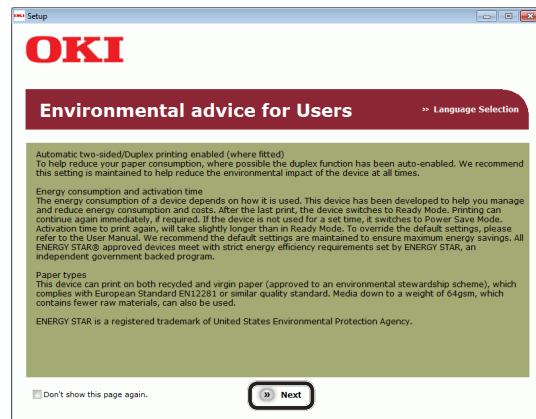 OKI Setup
OKI
Environmental advice for Users
» Language Selection
Automatic two-sided/Duplex printing enabled (where fitted)
To help reduce your paper consumption, where possible the duplex function has been auto-enabled. We recommend
this setting is maintained to help reduce the environmental impact of the device at all times.
Energy consumption and activation time
The energy consumption of a device depends on how it is used. This device has been developed to help you manage
and reduce energy consumption and costs. After the last print, the device switches to Ready Mode. Printing can
continue again immediately, if required. If the device is not used for a set time, it switches to Power Save Mode.
Activation time to print again, will take slightly longer than in Ready Mode. To override the default settings, please
refer to the User Manual. We recommend the default settings are maintained to ensure maximum energy savings. All
ENERGY STAR® approved devices meet with strict energy efficiency requirements set by ENERGY STAR, an
independent government backed program.
Paper types
This device can print on both recycled and virgin paper (approved to an environmental stewardship scheme), which
complies with European Standard EN12281 or similar quality standard. Media down to a weight of 64gsm, which
contains fewer raw materials, can also be used.
ENERGY STAR is a registered trademark of United States Environmental Protection Agency.
Don't show this page again.
» Next